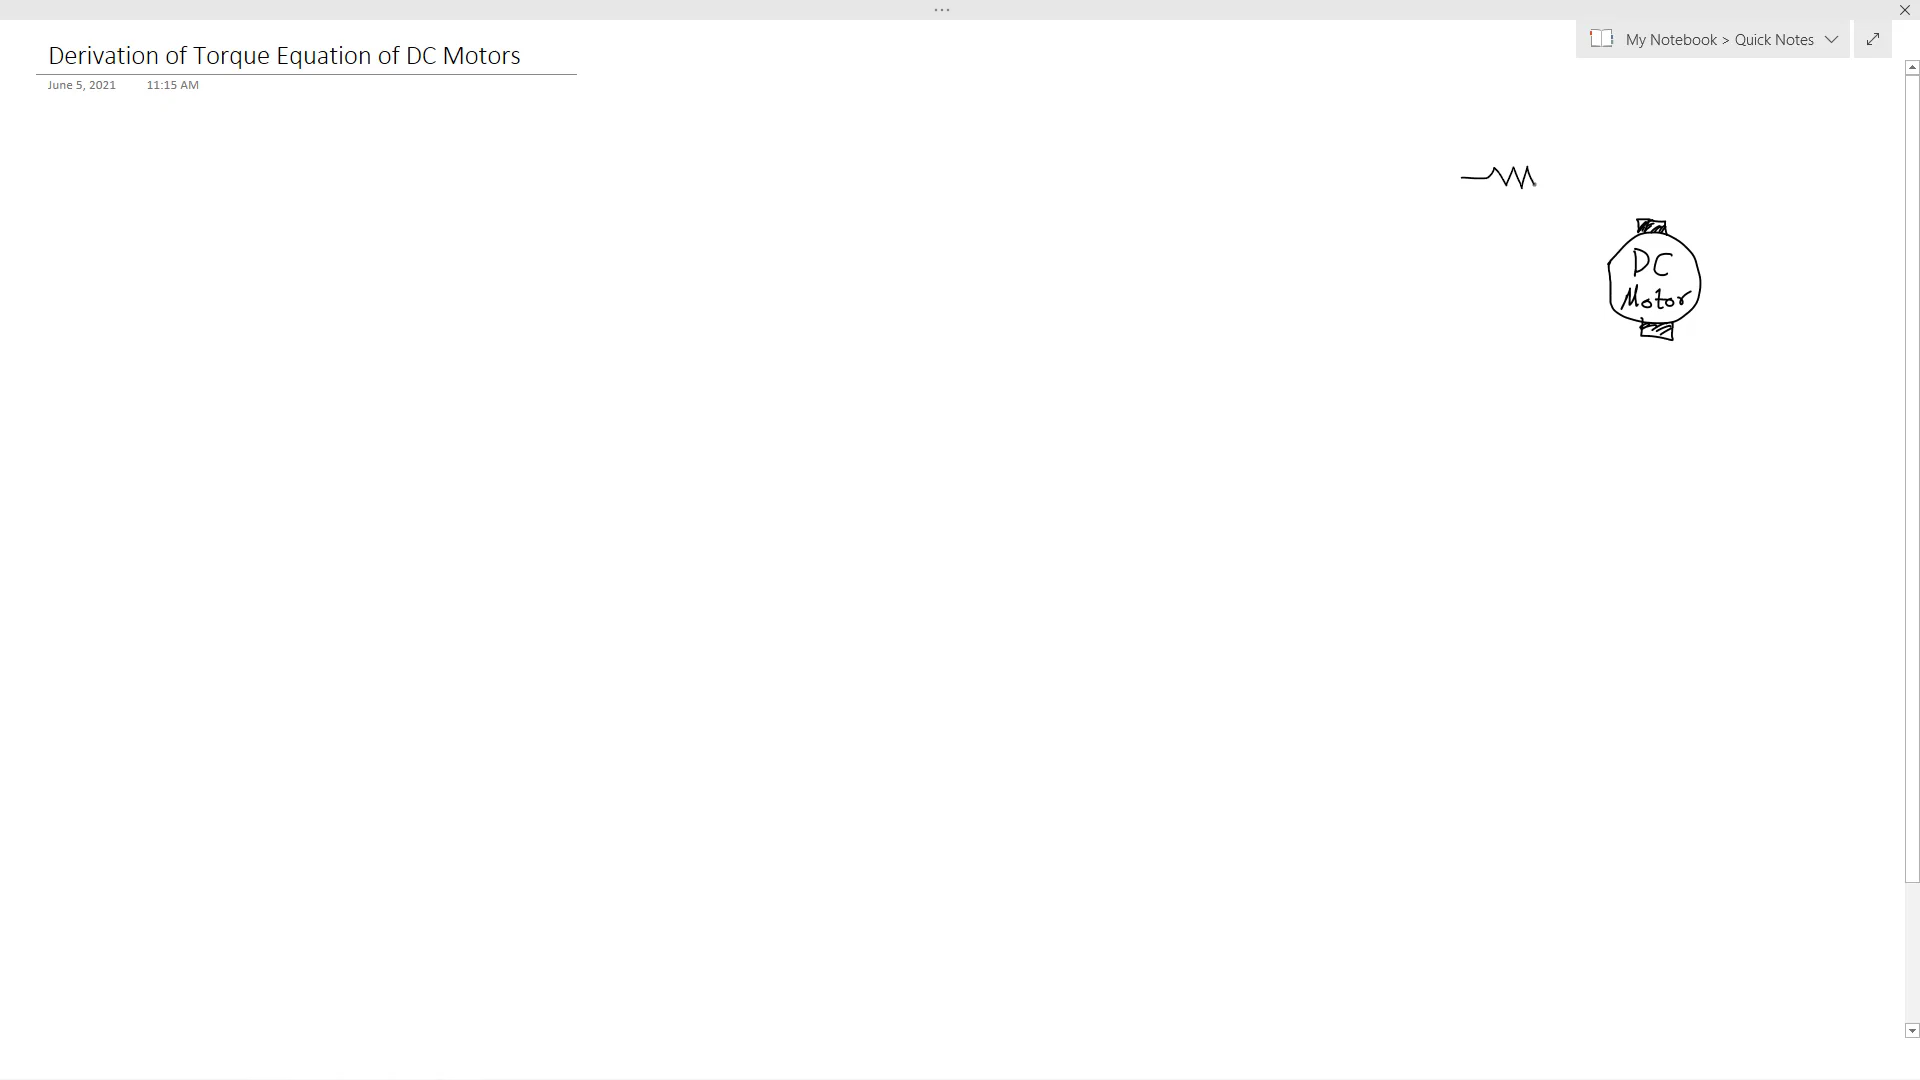 My Notebook > Quick Notes
Derivation of Torque Equation of DC Motors
June 5, 2021 11:15 AM
DC
Motor